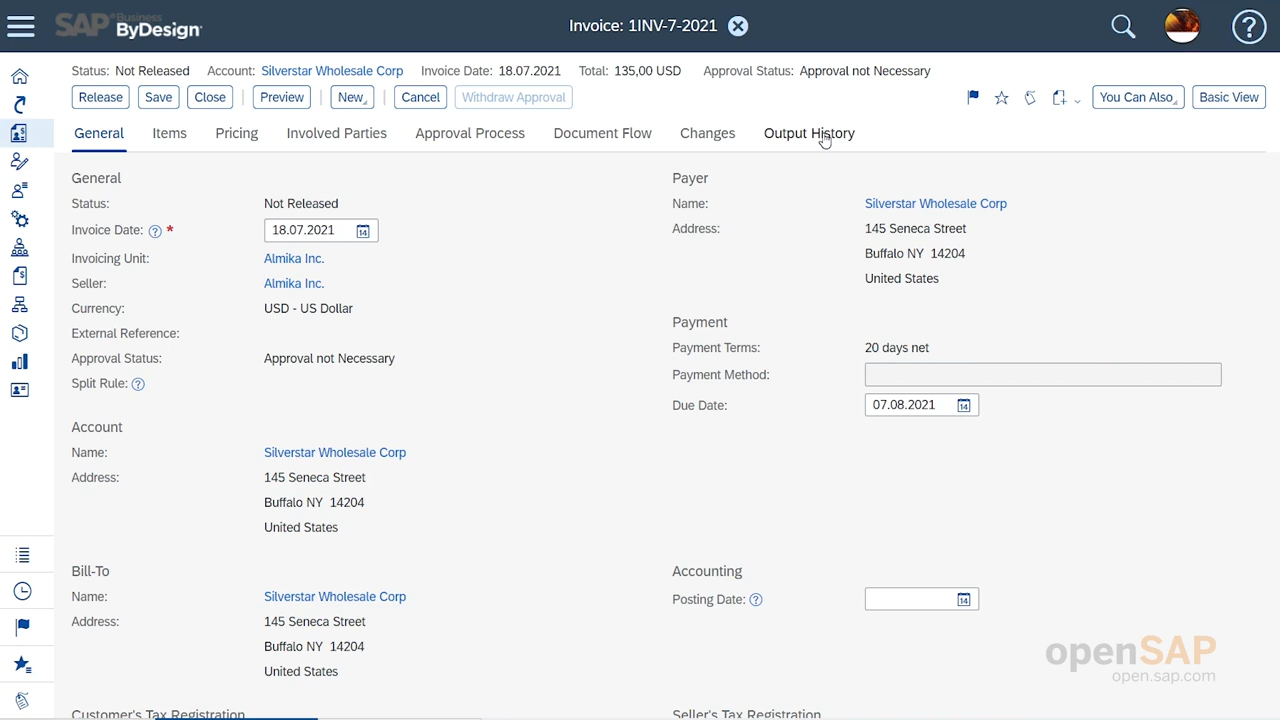 SAP Business ByDesign
Invoice: 1INV-7-2021
Status: Not Released Account: Silverstar Wholesale Corp Invoice Date: 18.07.2021 Total: 135,00 USD Approval Status: Approval not Necessary
Release Save Close Preview New Cancel Withdraw Approval You Can Also Basic View
General Items Pricing Involved Parties Approval Process Document Flow Changes Output History
General
Status: Not Released
Invoice Date: ? * 18.07.2021 14
Invoicing Unit: Almika Inc.
Seller: Almika Inc.
Currency: USD - US Dollar
External Reference:
Approval Status: Approval not Necessary
Split Rule: ?
Account
Name: Silverstar Wholesale Corp
Address: 145 Seneca Street
Buffalo NY 14204
United States
Bill-To
Name: Silverstar Wholesale Corp
Address: 145 Seneca Street
Buffalo NY 14204
United States
Customer's Tax Registration
Payer
Name: Silverstar Wholesale Corp
Address: 145 Seneca Street
Buffalo NY 14204
United States
Payment
Payment Terms: 20 days net
Payment Method:
Due Date: 07.08.2021 14
Accounting
Posting Date: ? 14
Seller's Tax Registration
openSAP
open.sap.com